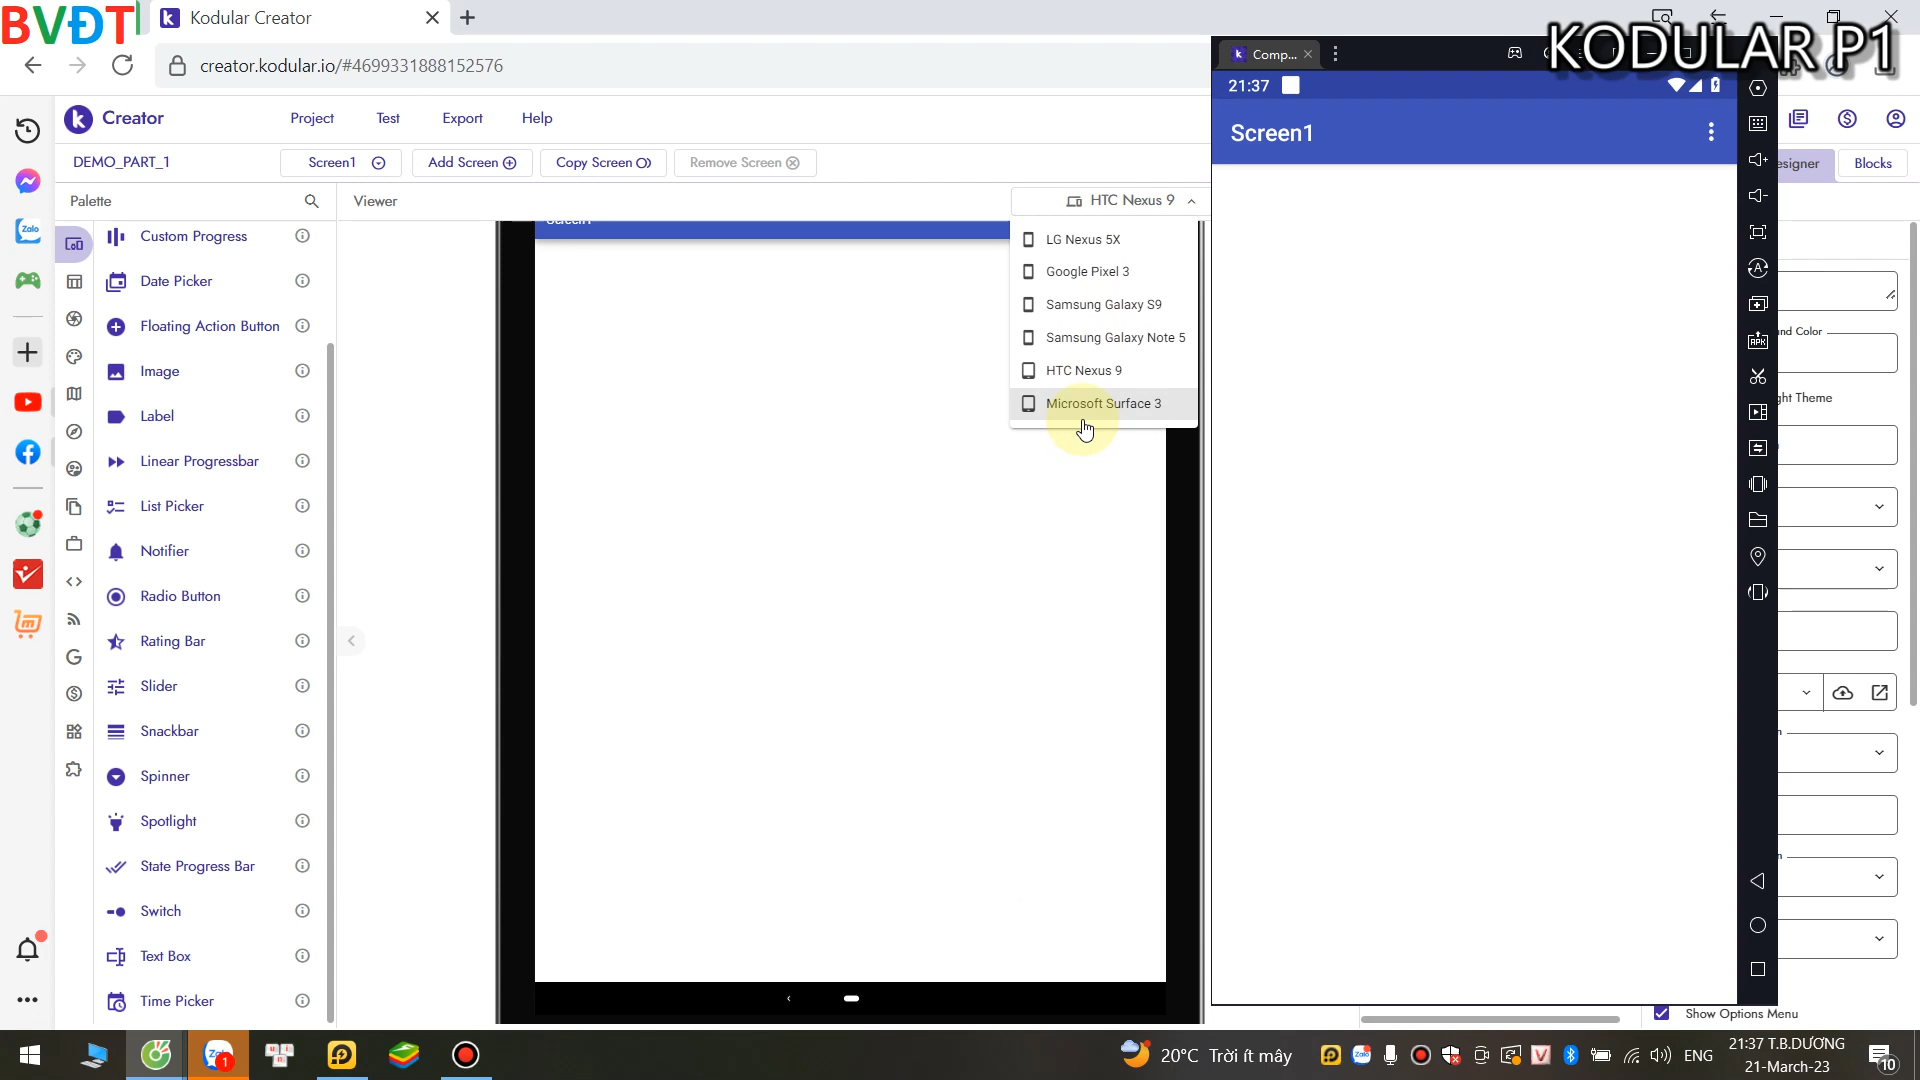 BVĐT
Kodular Creator
KODULAR P1
creator.kodular.io/#4699331888152576
Comp...
21:37
Creator
Project
Test
Export
Help
Screen1
DEMO_PART_1
Screen1
Add Screen
Copy Screen
Remove Screen
esigner
Blocks
Palette
Viewer
HTC Nexus 9
Custom Progress
LG Nexus 5X
Google Pixel 3
Date Picker
Samsung Galaxy S9
Floating Action Button
nd Color
Samsung Galaxy Note 5
Image
HTC Nexus 9
Microsoft Surface 3
ght Theme
Label
Linear Progressbar
List Picker
Notifier
Radio Button
Rating Bar
Slider
Snackbar
Spinner
Spotlight
State Progress Bar
Switch
Text Box
Time Picker
Show Options Menu
Zalo
1
20°C Trời ít mây
ENG
21:37 T.B.DƯƠNG
21-March-23
10